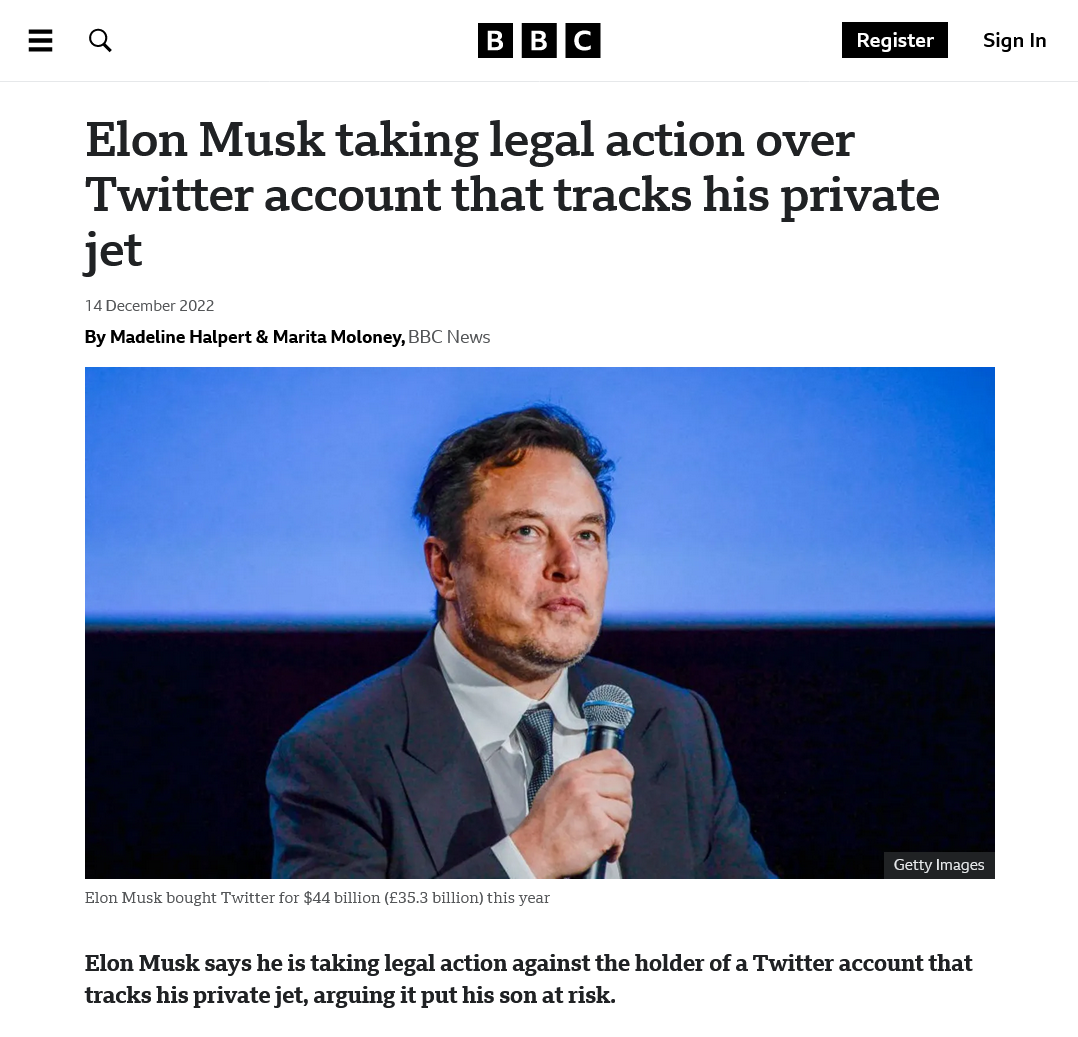 BBC
Register
Sign In
Elon Musk taking legal action over
Twitter account that tracks his private
jet
14 December 2022
By Madeline Halpert & Marita Moloney, BBC News
Getty Images
Elon Musk bought Twitter for $44 billion (£35.3 billion) this year
Elon Musk says he is taking legal action against the holder of a Twitter account that
tracks his private jet, arguing it put his son at risk.